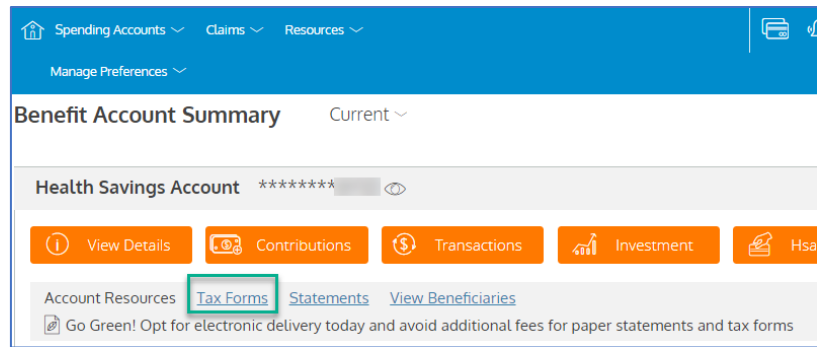 Spending Accounts Claims Resources
Manage Preferences
Benefit Account Summary Current
Health Savings Account ********
View Details Contributions Transactions Investment Hsa
Account Resources Tax Forms Statements View Beneficiaries
Go Green! Opt for electronic delivery today and avoid additional fees for paper statements and tax forms